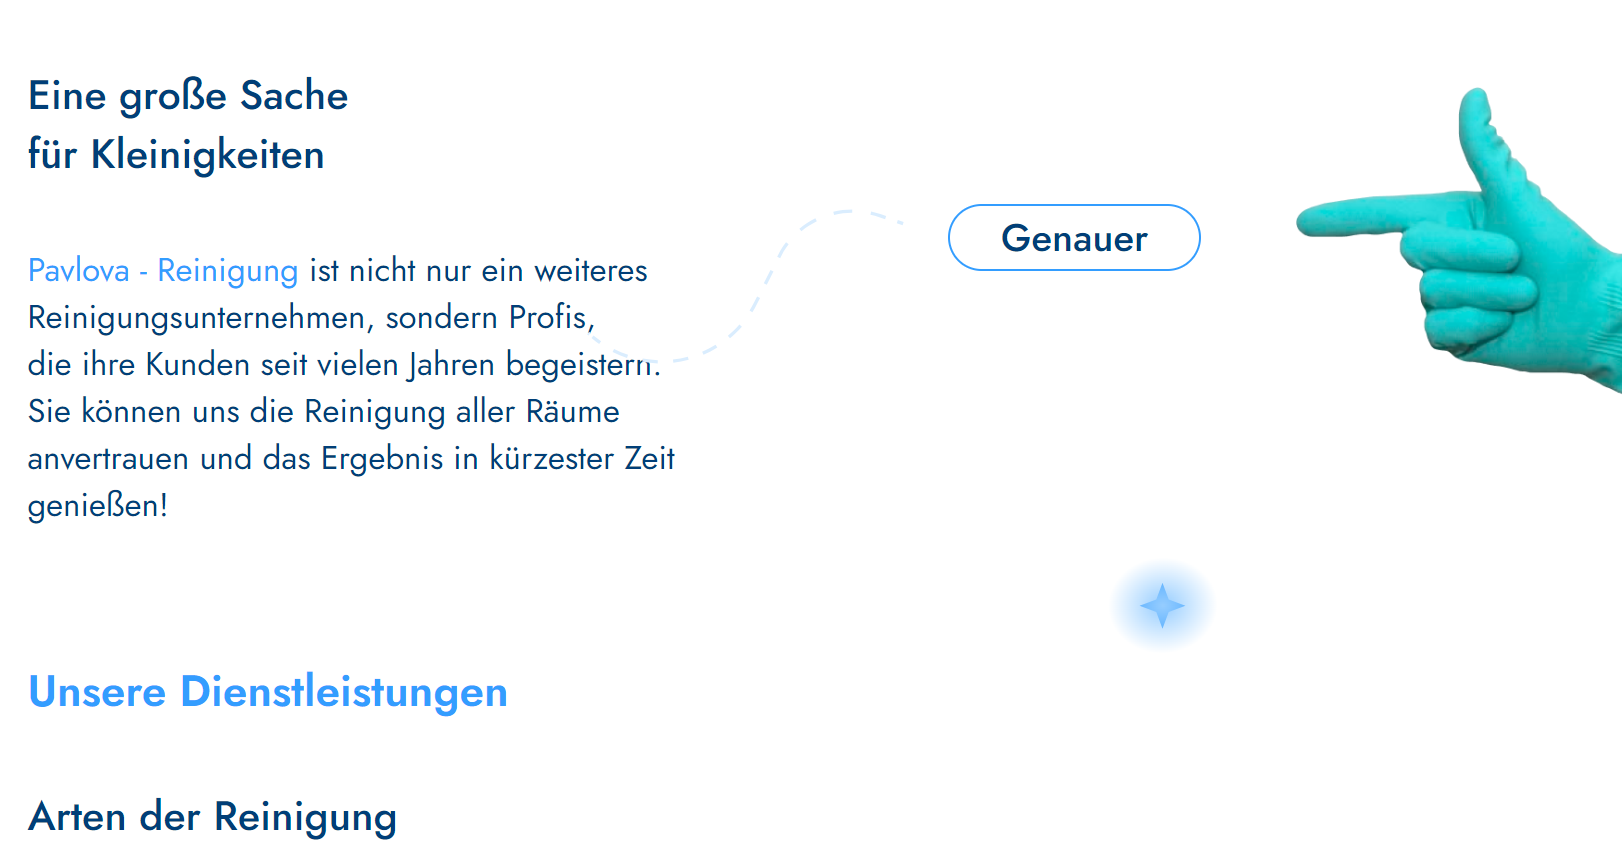 Eine große Sache
für Kleinigkeiten
Pavlova - Reinigung ist nicht nur ein weiteres
Reinigungsunternehmen, sondern Profis,
die ihre Kunden seit vielen Jahren begeistern.
Sie können uns die Reinigung aller Räume
anvertrauen und das Ergebnis in kürzester Zeit
genießen!
Genauer
Unsere Dienstleistungen
Arten der Reinigung